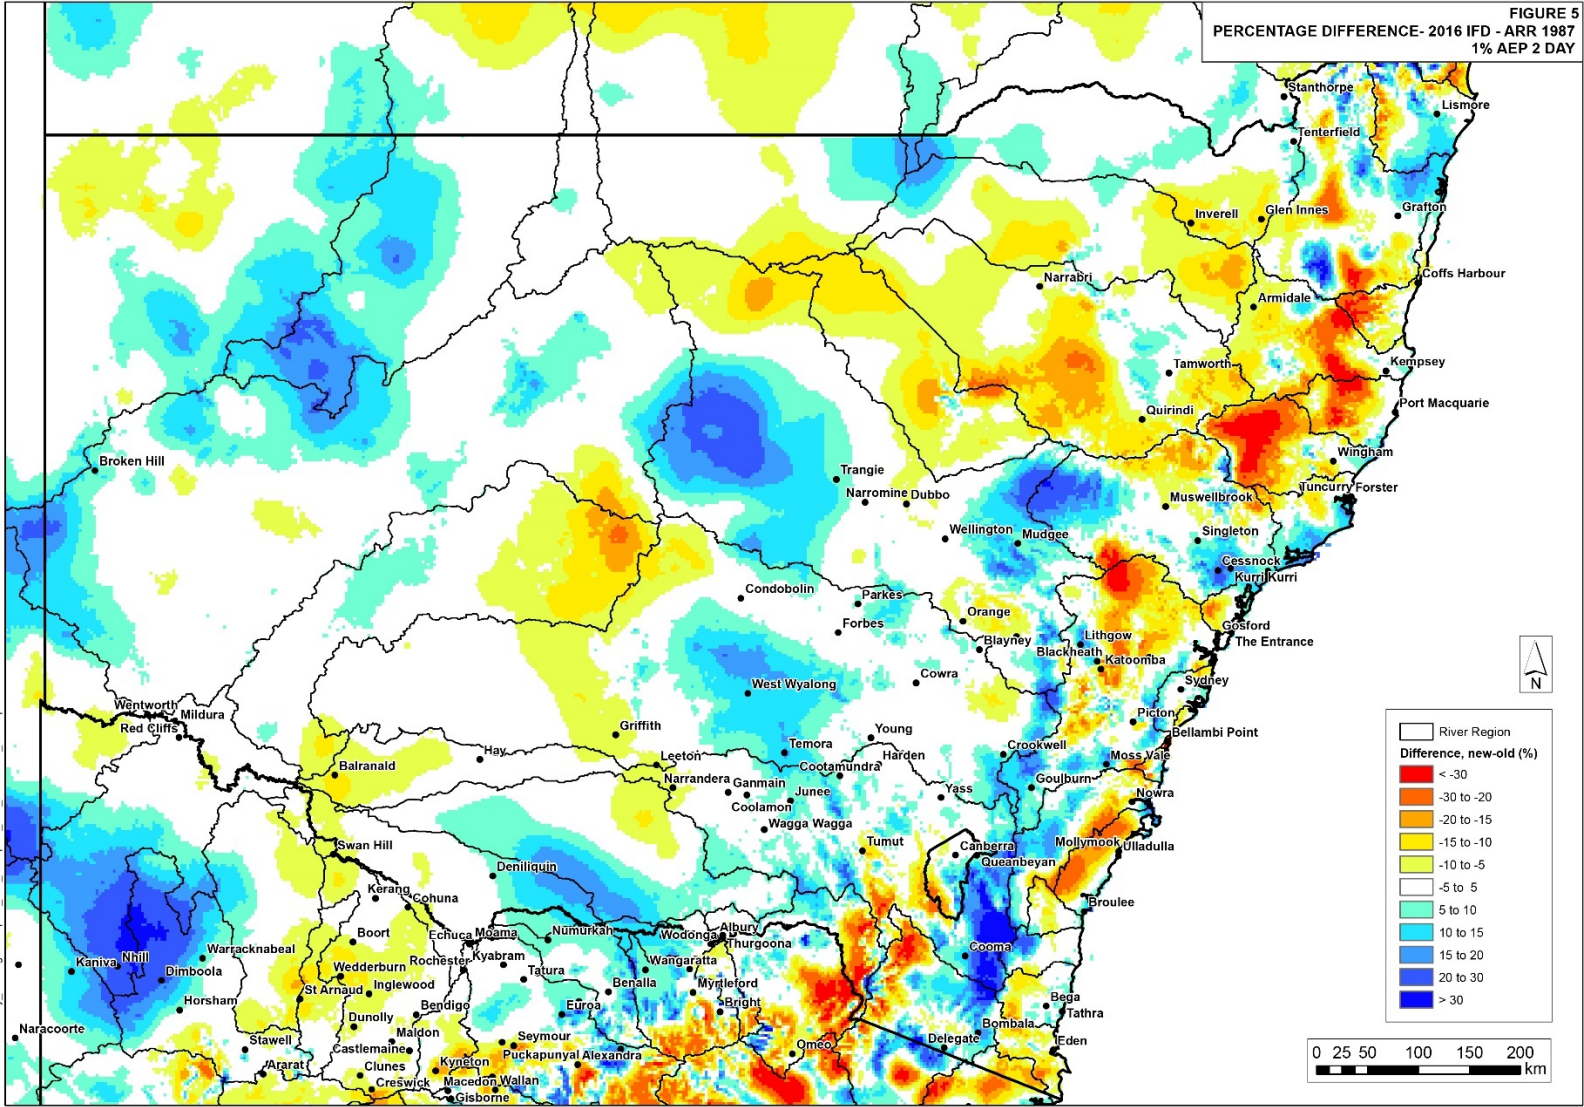 FIGURE 5
PERCENTAGE DIFFERENCE- 2016 IFD - ARR 1987
1% AEP 2 DAY
Stanthorpe
Lismore
Tenterfield
Inverell
Glen Innes
Grafton
Narrabri
Coffs Harbour
Armidale
Tamworth
Kempsey
Quirindi
Port Macquarie
Broken Hill
Wingham
Trangie
Narromine
Dubbo
Muswellbrook
Tuncurry
Forster
Wellington
Mudgee
Singleton
Cessnock
Kurri Kurri
Condobolin
Parkes
Orange
Forbes
Blayney
Lithgow
Gosford
The Entrance
Blackheath
Katoomba
Cowra
Sydney
West Wyalong
Wentworth
Mildura
Red Cliffs
Picton
Griffith
Young
Bellambi Point
Temora
Crookwell
Hay
Leeton
Cootamundra
Harden
Moss Vale
Balranald
Narrandera
Ganmain
Junee
Goulburn
Yass
Nowra
Coolamon
Wagga Wagga
Swan Hill
Tumut
Canberra
Mollymook
Ulladulla
Queanbeyan
Deniliquin
Kerang
Cohuna
Broulee
Boort
Echuca
Moama
Numurkah
Wodonga
Albury
Thurgoona
Cooma
Warracknabeal
Kaniva
Nhill
Dimboola
Wedderburn
Rochester
Kyabram
Tatura
Wangaratta
St Arnaud
Inglewood
Benalla
Myrtleford
Horsham
Bendigo
Euroa
Bright
Bega
Tathra
Naracoorte
Dunolly
Stawell
Maldon
Seymour
Bombala
Delegate
Eden
Castlemaine
Puckapunyal
Alexandra
Omeo
Ararat
Clunes
Kyneton
Creswick
Macedon
Wallan
Gisborne
N
River Region
Difference, new-old (%)
< -30
-30 to -20
-20 to -15
-15 to -10
-10 to -5
-5 to 5
5 to 10
10 to 15
15 to 20
20 to 30
> 30
0 25 50 100 150 200
km